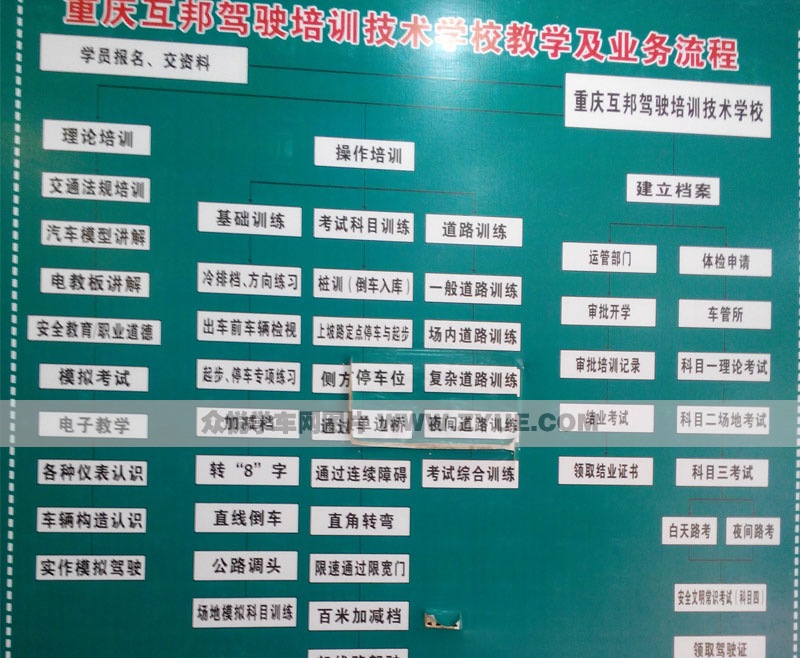 重庆互邦驾驶培训技术学校教学及业务流程
学员报名、交资料
重庆互邦驾驶培训技术学校
理论培训
交通法规培训
汽车模型讲解
电教板讲解
安全教育/职业道德
模拟考试
电子教学
各种仪表认识
车辆构造认识
实作模拟驾驶
操作培训
基础训练
冷排档、方向练习
出车前车辆检视
起步、停车专项练习
加减档
转“8”字
直线倒车
公路调头
场地模拟科目训练
考试科目训练
桩训(倒车入库)
上坡路定点停车与起步
侧方停车位
通过单边桥
通过连续障碍
直角转弯
限速通过限宽门
百米加减档
道路训练
一般道路训练
场内道路训练
复杂道路训练
夜间道路训练
考试综合训练
建立档案
运管部门
审批开学
审批培训记录
结业考试
领取结业证书
体检申请
车管所
科目一理论考试
科目二场地考试
科目三考试
白天路考
夜间路考
安全文明常识考试(科目四)
领取驾驶证